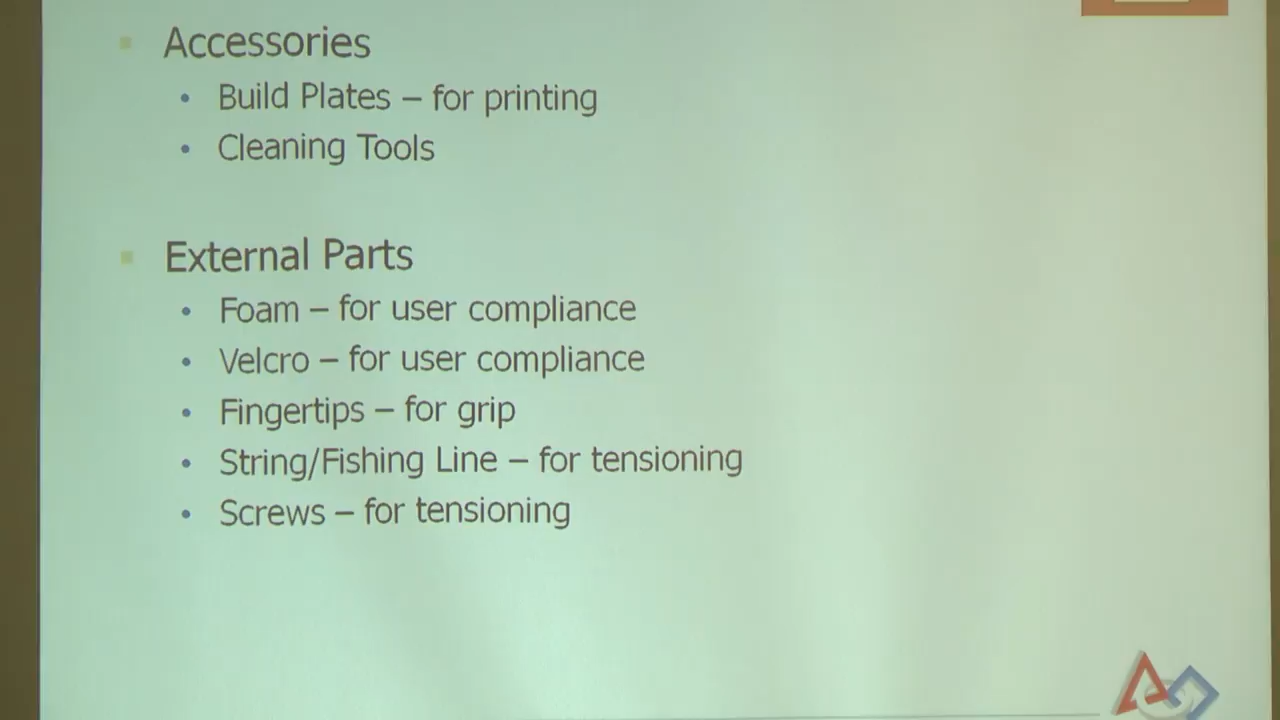 Accessories
Build Plates – for printing
Cleaning Tools
External Parts
Foam – for user compliance
Velcro – for user compliance
Fingertips – for grip
String/Fishing Line – for tensioning
Screws – for tensioning